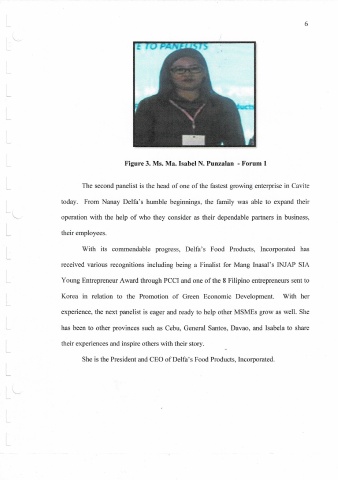 6
E TO PANELISTS
Figure 3. Ms. Ma. Isabel N. Punzalan - Forum 1
The second panelist is the head of one of the fastest growing enterprise in Cavite
today. From Nanay Delfa's humble beginnings, the family was able to expand their
operation with the help of who they consider as their dependable partners in business,
their employees.
With its commendable progress, Delfa's Food Products, Incorporated has
received various recognitions including being a Finalist for Mang Inasal's INJAP SIA
Young Entrepreneur Award through PCCI and one of the 8 Filipino entrepreneurs sent to
Korea in relation to the Promotion of Green Economic Development. With her
experience, the next panelist is eager and ready to help other MSMEs grow as well. She
has been to other provinces such as Cebu, General Santos, Davao, and Isabela to share
their experiences and inspire others with their story.
She is the President and CEO of Delfa's Food Products, Incorporated.